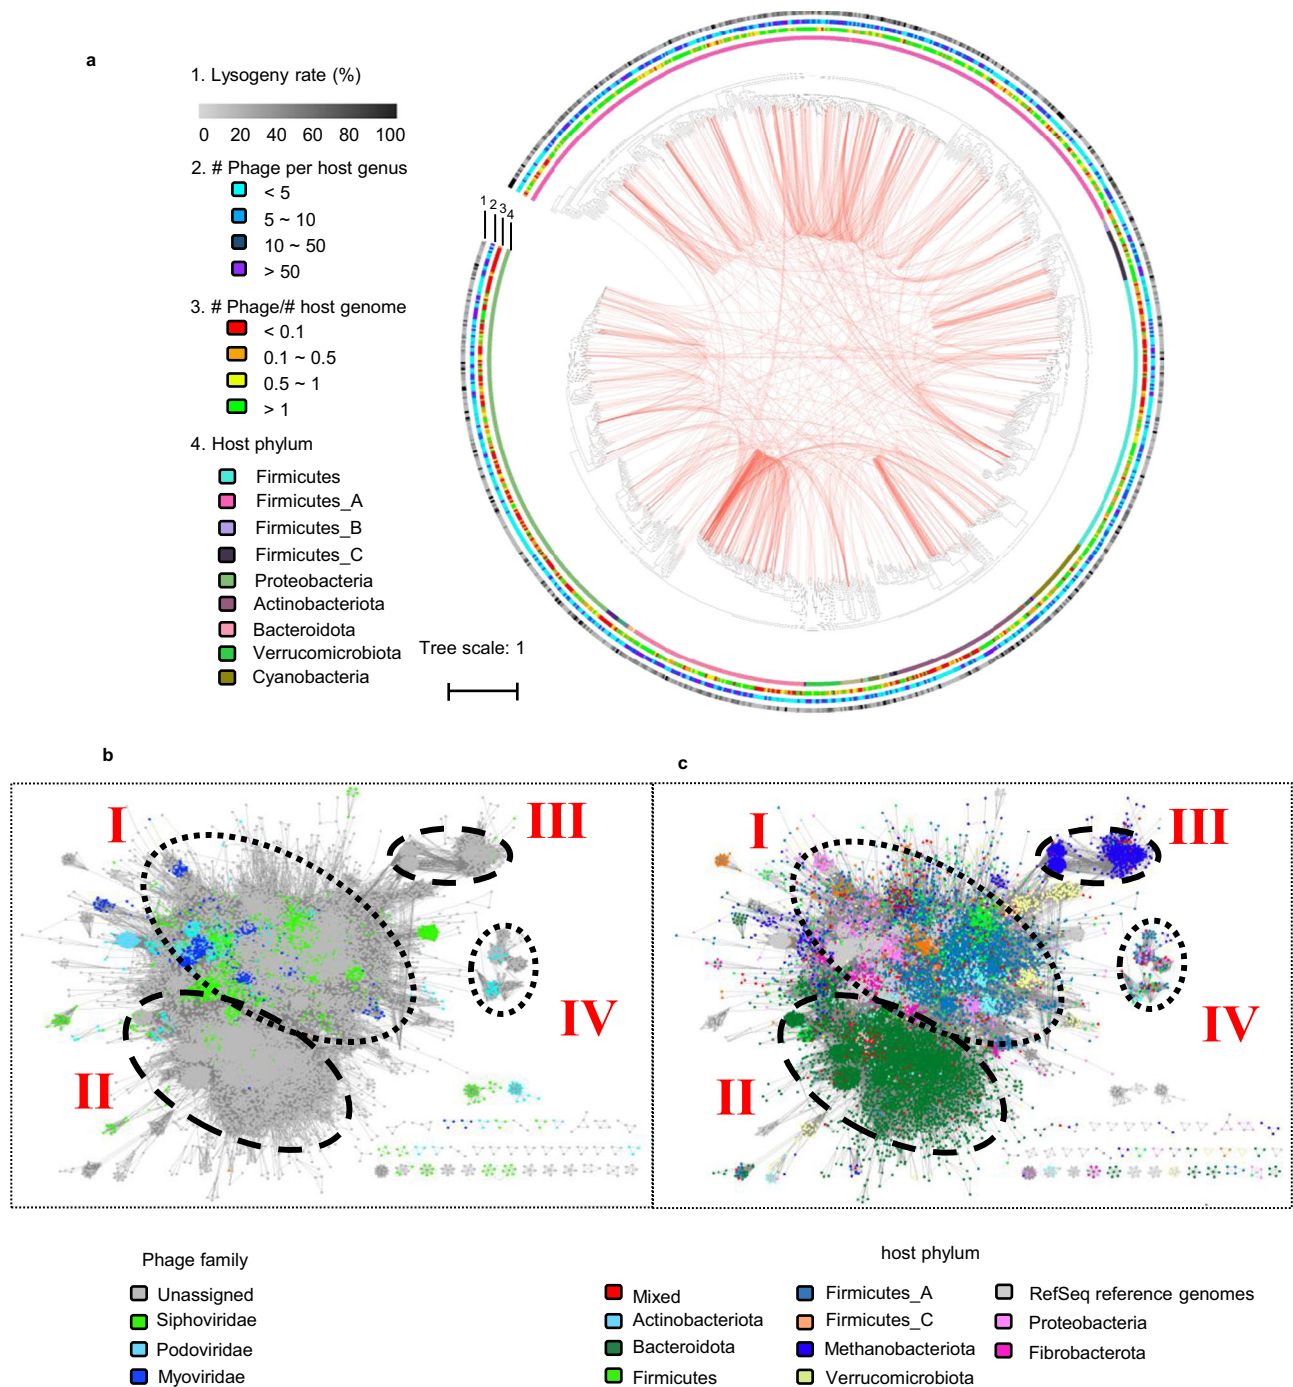 a
1. Lysogeny rate (%)
0 20 40 60 80 100
2. # Phage per host genus
< 5
5 ~ 10
10 ~ 50
> 50
3. # Phage/# host genome
< 0.1
0.1 ~ 0.5
0.5 ~ 1
> 1
4. Host phylum
Firmicutes
Firmicutes_A
Firmicutes_B
Firmicutes_C
Proteobacteria
Actinobacteriota
Bacteroidota
Verrucomicrobiota
Cyanobacteria
1 2 3 4
Tree scale: 1
b
I
III
IV
II
c
I
III
IV
II
Phage family
Unassigned
Siphoviridae
Podoviridae
Myoviridae
host phylum
Mixed
Actinobacteriota
Bacteroidota
Firmicutes
Firmicutes_A
Firmicutes_C
Methanobacteriota
Verrucomicrobiota
RefSeq reference genomes
Proteobacteria
Fibrobacterota